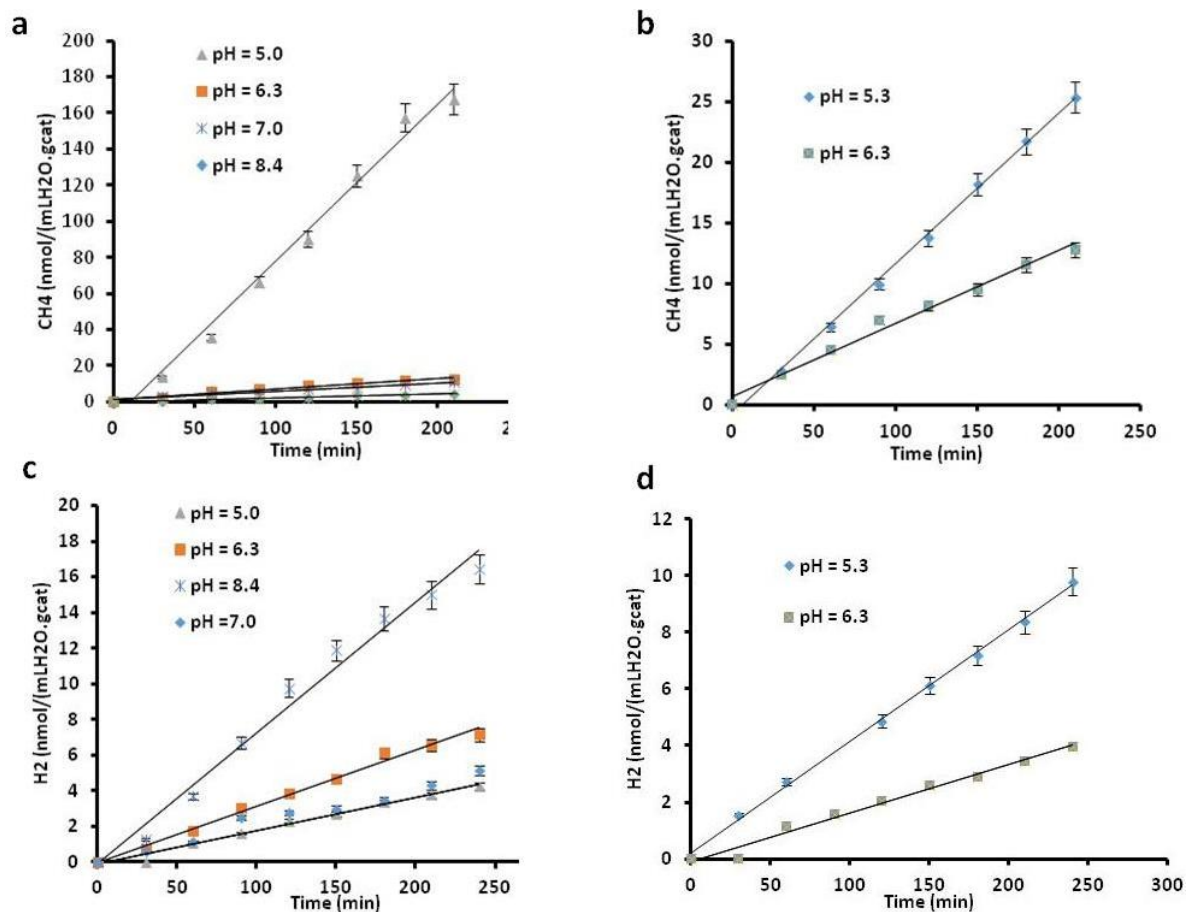 a
CH4 (nmol/(mLH2O.gcat)
200
180
160
140
120
100
80
60
40
20
0
pH = 5.0
pH = 6.3
pH = 7.0
pH = 8.4
0 50 100 150 200 2
Time (min)
b
CH4 (nmol/(mLH2O.gcat)
30
25
20
15
10
5
0
pH = 5.3
pH = 6.3
0 50 100 150 200 250
Time (min)
c
H2 (nmol/(mLH2O.gcat)
20
18
16
14
12
10
8
6
4
2
0
pH = 5.0
pH = 6.3
pH = 8.4
pH =7.0
0 50 100 150 200 250
Time (min)
d
H2 (nmol/(mLH2O.gcat)
12
10
8
6
4
2
0
pH = 5.3
pH = 6.3
0 50 100 150 200 250 300
Time (min)